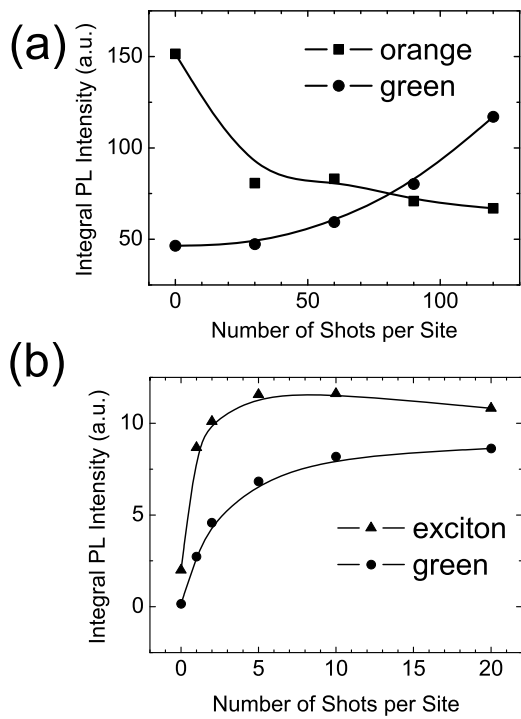 (a)
Integral PL Intensity (a.u.)
150
100
50
orange
green
0 50 100
Number of Shots per Site
(b)
Integral PL Intensity (a.u.)
10
5
0
exciton
green
0 5 10 15 20
Number of Shots per Site